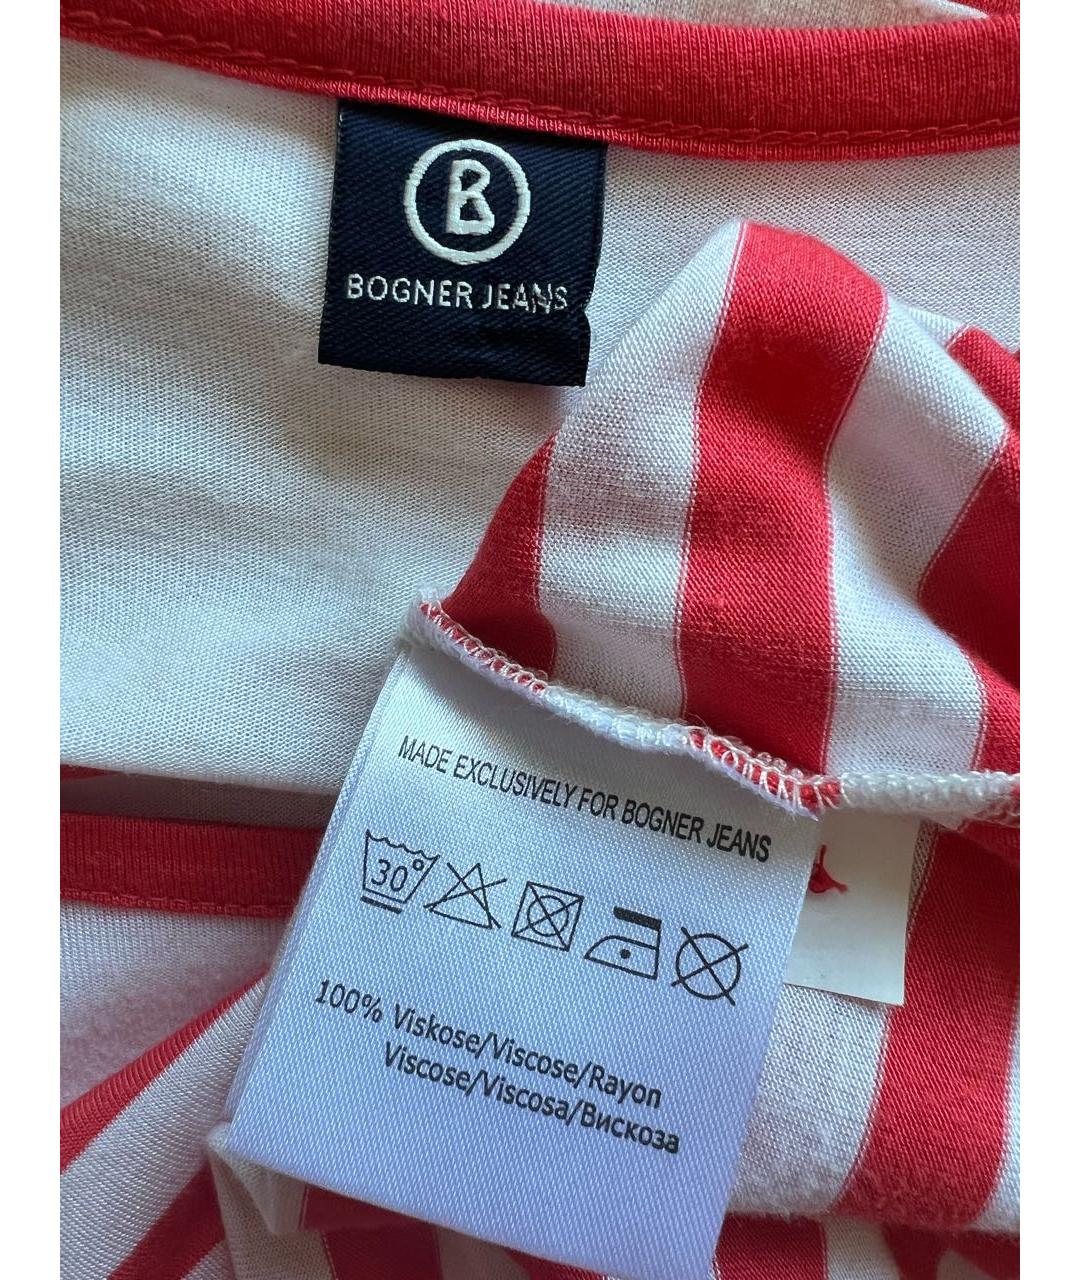 B
BOGNER JEANS
MADE EXCLUSIVELY FOR BOGNER JEANS
30°
100% Viskose/Viscose/Rayon
Viscose/Viscosa/Вискоза